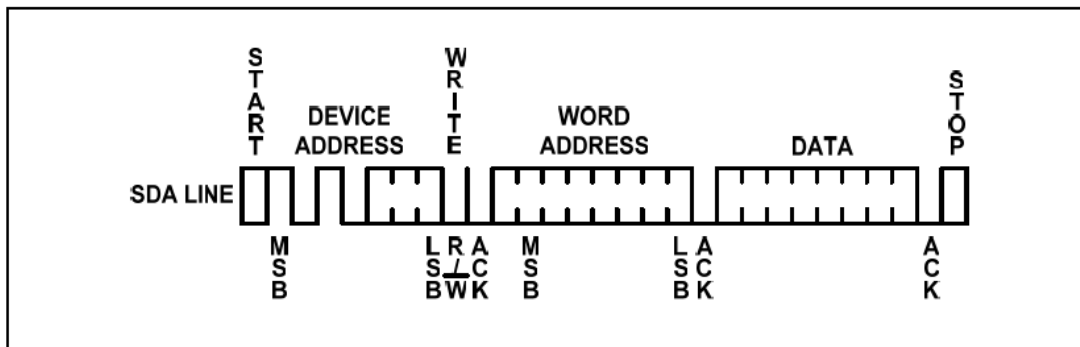 START
WRITE
STOP
DEVICE
ADDRESS
WORD
ADDRESS
DATA
SDA LINE
MSB
LSB
R/W
ACK
MSB
LSB
ACK
ACK